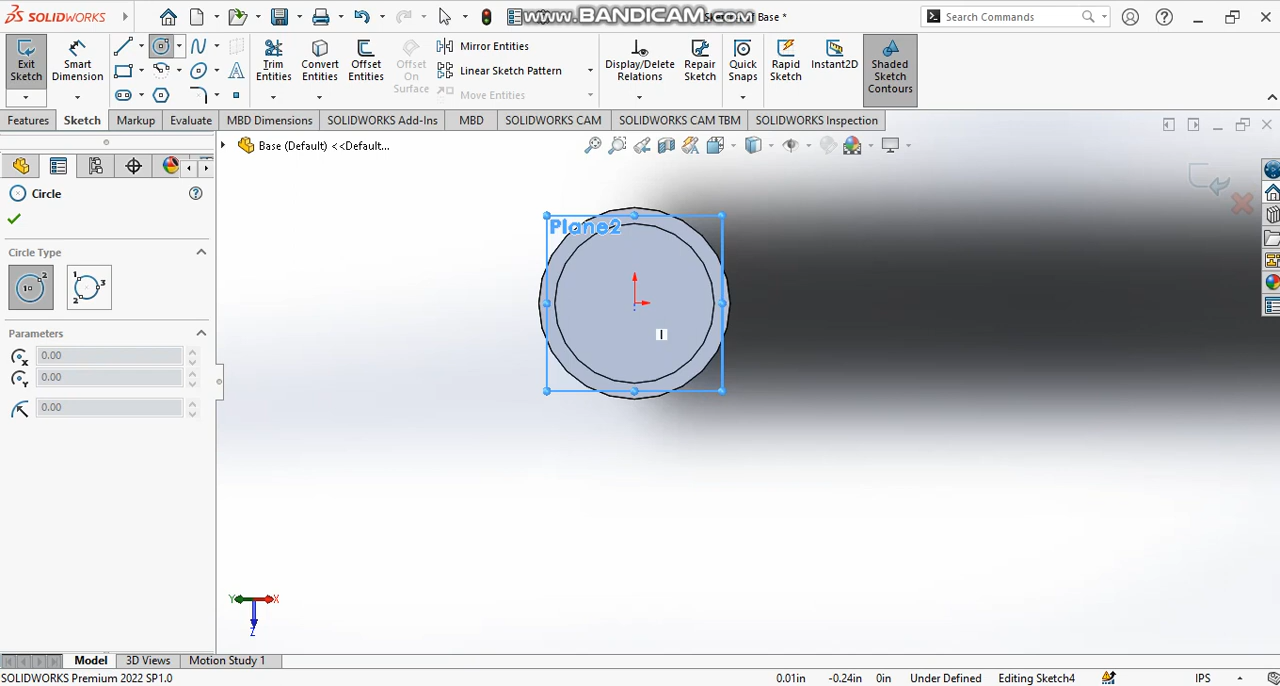 SOLIDWORKS
www.BANDICAM.com
of Base *
Search Commands
Exit Sketch
Smart Dimension
Trim Entities
Convert Entities
Offset Entities
Offset On Surface
Mirror Entities
Linear Sketch Pattern
Move Entities
Display/Delete Relations
Repair Sketch
Quick Snaps
Rapid Sketch
Instant2D
Shaded Sketch Contours
Features
Sketch
Markup
Evaluate
MBD Dimensions
SOLIDWORKS Add-Ins
MBD
SOLIDWORKS CAM
SOLIDWORKS CAM TBM
SOLIDWORKS Inspection
Base (Default) <<Default...
Circle
Circle Type
Parameters
0.00
0.00
0.00
Plane2
Y
X
Z
Model
3D Views
Motion Study 1
SOLIDWORKS Premium 2022 SP1.0
0.01in
-0.24in
0in
Under Defined
Editing Sketch4
IPS